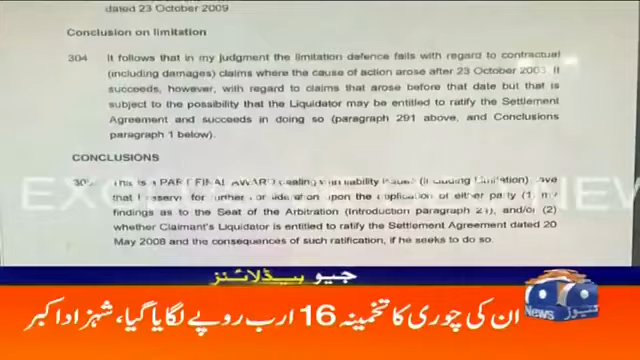 dated 23 October 2009
Conclusion on limitation
304 It follows that in my judgment the limitation defence fails with regard to contractual
(including damages) claims where the cause of action arose after 23 October 2003. It
succeeds, however, with regard to claims that arose before that date but that is
subject to the possibility that the Liquidator may be entitled to ratify the Settlement
Agreement and succeeds in doing so (paragraph 291 above, and Conclusions
paragraph 1 below).
CONCLUSIONS
This is a PART FINAL AWARD dealing with liability issues (including Limitation) save
that I reserve for further consideration upon the application of either party (1) my
findings as to the Seat of the Arbitration (Introduction paragraph 21), and/or (2)
whether Claimant's Liquidator is entitled to ratify the Settlement Agreement dated 20
May 2008 and the consequences of such ratification, if he seeks to do so.
جیو ہیڈلائنز
ان کی چوری کا تخمینہ 16 ارب روپے لگایا گیا، شہزاد اکبر
جیو نیوز
News